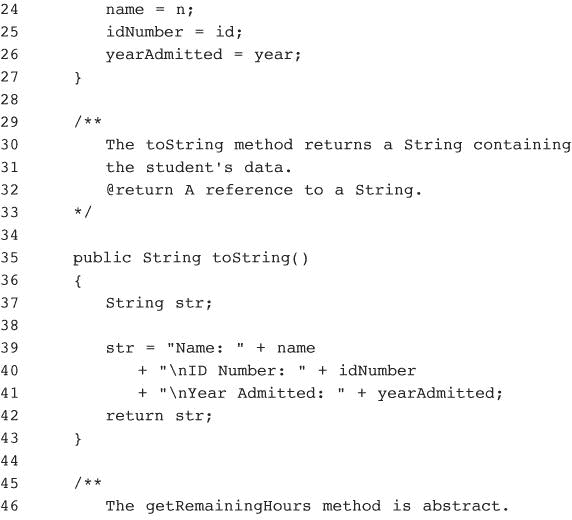 24 name = n;
25 idNumber = id;
26 yearAdmitted = year;
27 }
28
29 /**
30 The toString method returns a String containing
31 the student's data.
32 @return A reference to a String.
33 */
34
35 public String toString()
36 {
37 String str;
38
39 str = "Name: " + name
40 + "\nID Number: " + idNumber
41 + "\nYear Admitted: " + yearAdmitted;
42 return str;
43 }
44
45 /**
46 The getRemainingHours method is abstract.